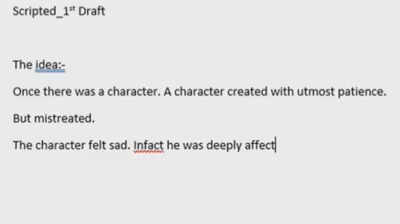 Scripted_1st Draft
The idea:-
Once there was a character. A character created with utmost patience.
But mistreated.
The character felt sad. Infact he was deeply affect